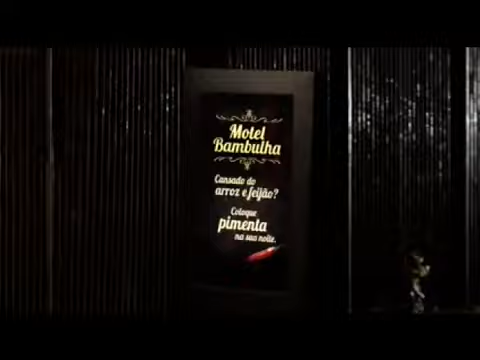 Motel
Bambulha
Cansado do
arroz e feijão?
Coloque
pimenta
na sua noite.